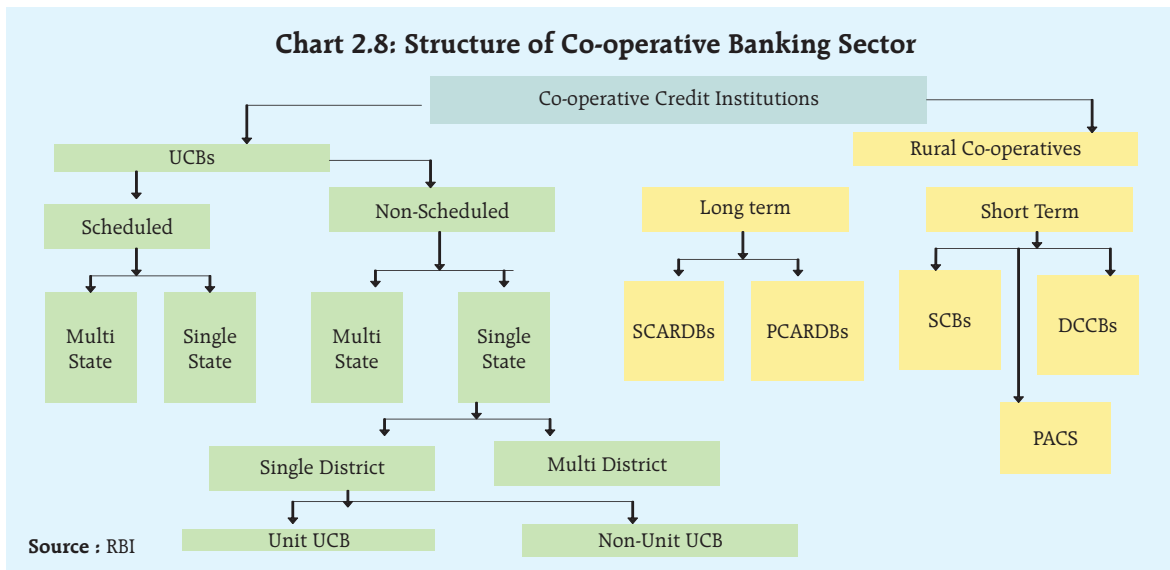 Chart 2.8: Structure of Co-operative Banking Sector
Co-operative Credit Institutions
UCBs
Rural Co-operatives
Scheduled
Non-Scheduled
Long term
Short Term
Multi
State
Single
State
Multi
State
Single
State
SCARDBs
PCARDBs
SCBs
DCCBs
PACS
Single District
Multi District
Unit UCB
Non-Unit UCB
Source : RBI